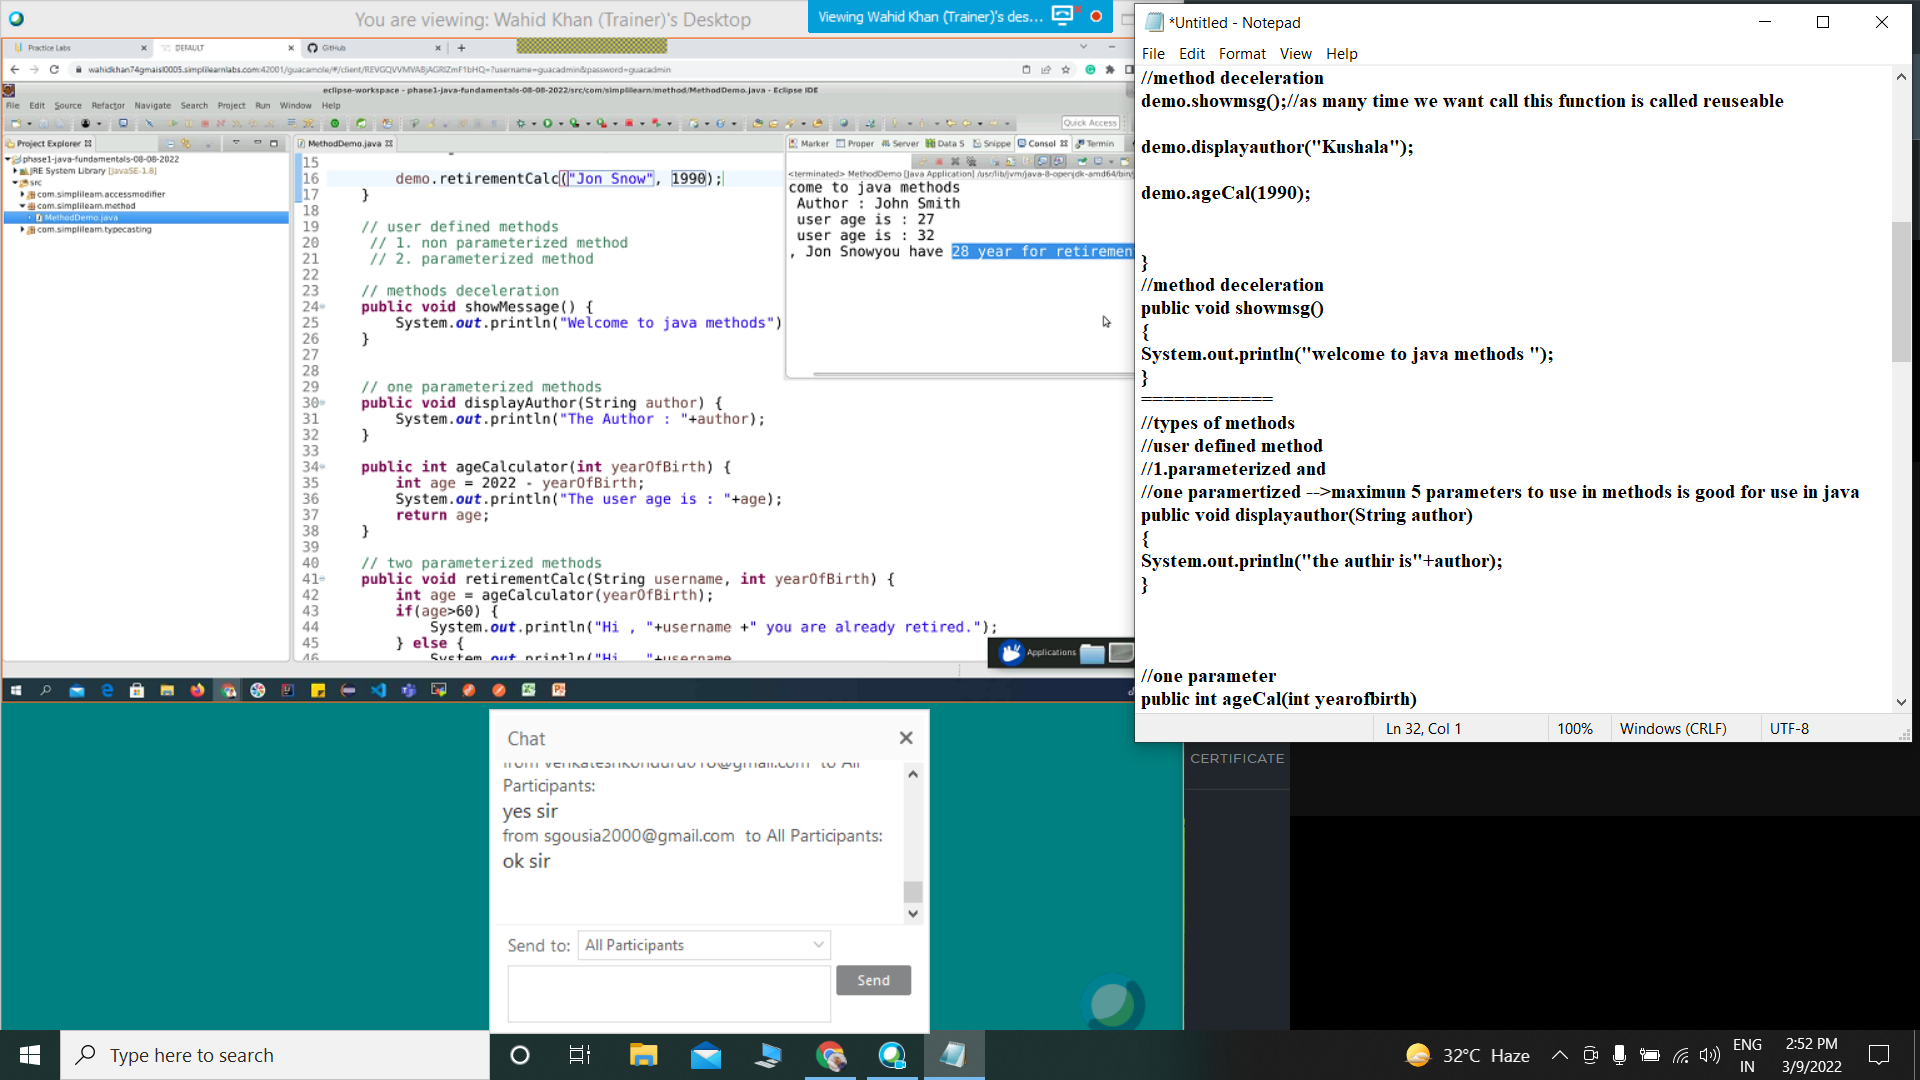 You are viewing: Wahid Khan (Trainer)'s Desktop
Viewing Wahid Khan (Trainer)'s des...
Practice Labs
DEFAULT
GitHub
eclipse-workspace - phase1-java-fundamentals-08-08-2022/src/com/simplilearn/method/MethodDemo.java - Eclipse IDE
File Edit Source Refactor Navigate Search Project Run Window Help
Quick Access
Project Explorer
phase1-java-fundamentals-08-08-2022
JRE System Library [JavaSE-1.8]
src
com.simplilearn.accessmodifier
com.simplilearn.method
MethodDemo.java
com.simplilearn.typecasting
MethodDemo.java
15
16 demo.retirementCalc("Jon Snow", 1990);
17 }
18
19 // user defined methods
20 // 1. non parameterized method
21 // 2. parameterized method
22
23 // methods deceleration
24 public void showMessage() {
25 System.out.println("Welcome to java methods")
26 }
27
28
29 // one parameterized methods
30 public void displayAuthor(String author) {
31 System.out.println("The Author : "+author);
32 }
33
34 public int ageCalculator(int yearOfBirth) {
35 int age = 2022 - yearOfBirth;
36 System.out.println("The user age is : "+age);
37 return age;
38 }
39
40 // two parameterized methods
41 public void retirementCalc(String username, int yearOfBirth) {
42 int age = ageCalculator(yearOfBirth);
43 if(age>60) {
44 System.out.println("Hi , "+username +" you are already retired.");
45 } else {
46 System.out.println("Hi , "+username
Marker Proper Server Data S Snippe Consol Termin
<terminated> MethodDemo [Java Application] /usr/lib/jvm/java-8-openjdk-amd64/bin/
come to java methods
Author : John Smith
user age is : 27
user age is : 32
, Jon Snowyou have 28 year for retirement
Applications
*Untitled - Notepad
File Edit Format View Help
//method deceleration
demo.showmsg();//as many time we want call this function is called reuseable
demo.displayauthor("Kushala");
demo.ageCal(1990);
}
//method deceleration
public void showmsg()
{
System.out.println("welcome to java methods ");
}
============
//types of methods
//user defined method
//1.parameterized and
//one paramertized -->maximun 5 parameters to use in methods is good for use in java
public void displayauthor(String author)
{
System.out.println("the authir is"+author);
}
//one parameter
public int ageCal(int yearofbirth)
Ln 32, Col 1
100%
Windows (CRLF)
UTF-8
CERTIFICATE
Chat
to All
Participants:
yes sir
from sgousia2000@gmail.com to All Participants:
ok sir
Send to: All Participants
Send
Type here to search
32°C Haze
ENG
IN
2:52 PM
3/9/2022